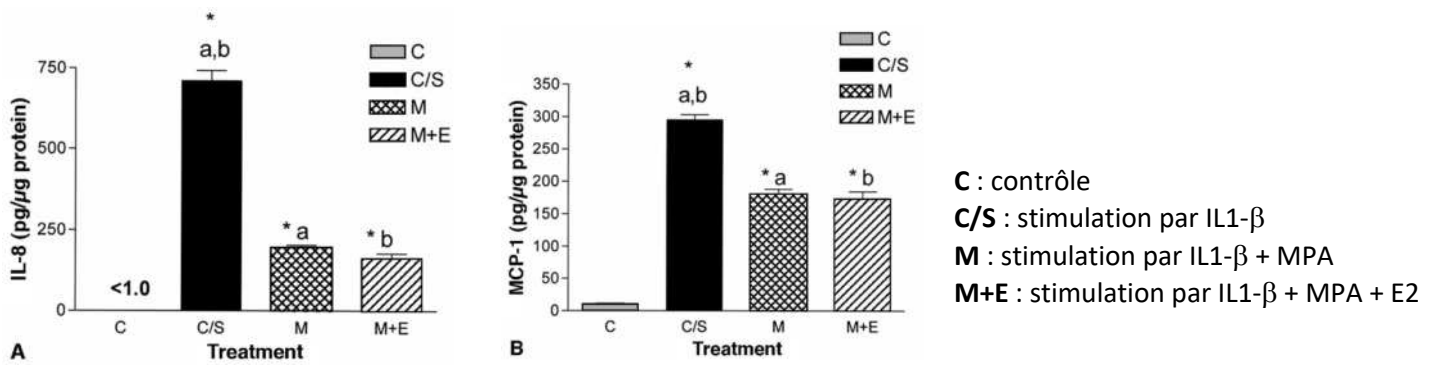 *
a,b
C
C/S
M
M+E
750
500
250
0
IL-8 (pg/µg protein)
<1.0
* a
* b
C
C/S
M
M+E
Treatment
A
*
a,b
C
C/S
M
M+E
350
300
250
200
150
100
50
0
MCP-1 (pg/µg protein)
* a
* b
C
C/S
M
M+E
Treatment
B
C : contrôle
C/S : stimulation par IL1-β
M : stimulation par IL1-β + MPA
M+E : stimulation par IL1-β + MPA + E2